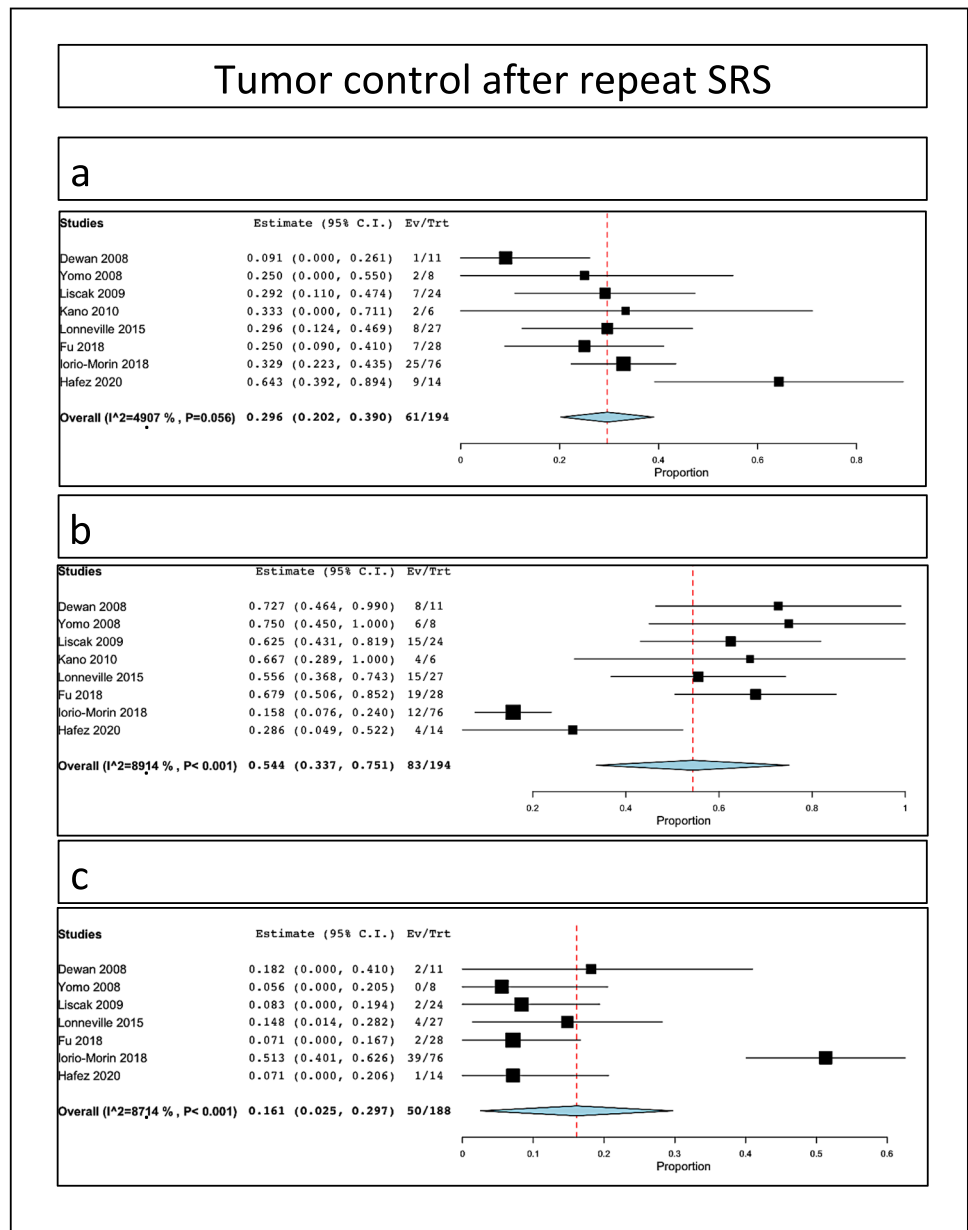 Tumor control after repeat SRS
a
Studies Estimate (95% C.I.) Ev/Trt
Dewan 2008 0.091 (0.000, 0.261) 1/11
Yomo 2008 0.250 (0.000, 0.550) 2/8
Liscak 2009 0.292 (0.110, 0.474) 7/24
Kano 2010 0.333 (0.000, 0.711) 2/6
Lonneville 2015 0.296 (0.124, 0.469) 8/27
Fu 2018 0.250 (0.090, 0.410) 7/28
Iorio-Morin 2018 0.329 (0.223, 0.435) 25/76
Hafez 2020 0.643 (0.392, 0.894) 9/14
Overall (I^2=4907 % , P=0.056) 0.296 (0.202, 0.390) 61/194
0 0.2 0.4 0.6 0.8
Proportion
b
Studies Estimate (95% C.I.) Ev/Trt
Dewan 2008 0.727 (0.464, 0.990) 8/11
Yomo 2008 0.750 (0.450, 1.000) 6/8
Liscak 2009 0.625 (0.431, 0.819) 15/24
Kano 2010 0.667 (0.289, 1.000) 4/6
Lonneville 2015 0.556 (0.368, 0.743) 15/27
Fu 2018 0.679 (0.506, 0.852) 19/28
Iorio-Morin 2018 0.158 (0.076, 0.240) 12/76
Hafez 2020 0.286 (0.049, 0.522) 4/14
Overall (I^2=8914 % , P< 0.001) 0.544 (0.337, 0.751) 83/194
0.2 0.4 0.6 0.8 1
Proportion
c
Studies Estimate (95% C.I.) Ev/Trt
Dewan 2008 0.182 (0.000, 0.410) 2/11
Yomo 2008 0.056 (0.000, 0.205) 0/8
Liscak 2009 0.083 (0.000, 0.194) 2/24
Lonneville 2015 0.148 (0.014, 0.282) 4/27
Fu 2018 0.071 (0.000, 0.167) 2/28
Iorio-Morin 2018 0.513 (0.401, 0.626) 39/76
Hafez 2020 0.071 (0.000, 0.206) 1/14
Overall (I^2=8714 % , P< 0.001) 0.161 (0.025, 0.297) 50/188
0 0.1 0.2 0.3 0.4 0.5 0.6
Proportion